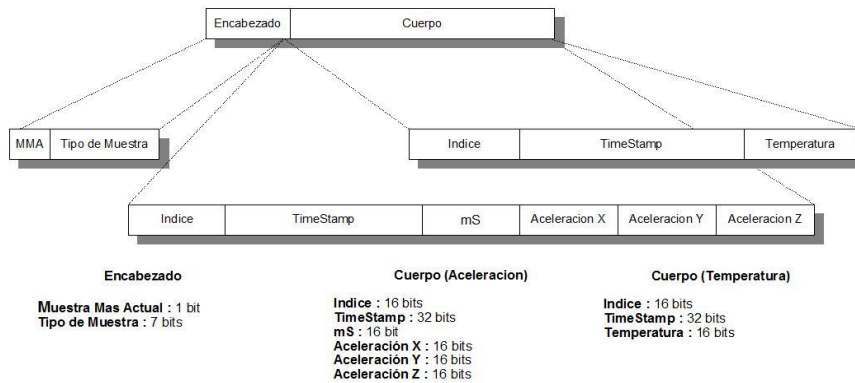 Encabezado Cuerpo
MMA Tipo de Muestra Indice TimeStamp Temperatura
Indice TimeStamp mS Aceleracion X Aceleracion Y Aceleracion Z
Encabezado
Muestra Mas Actual : 1 bit
Tipo de Muestra : 7 bits
Cuerpo (Aceleracion)
Indice : 16 bits
TimeStamp : 32 bits
mS : 16 bit
Aceleración X : 16 bits
Aceleración Y : 16 bits
Aceleración Z : 16 bits
Cuerpo (Temperatura)
Indice : 16 bits
TimeStamp : 32 bits
Temperatura : 16 bits